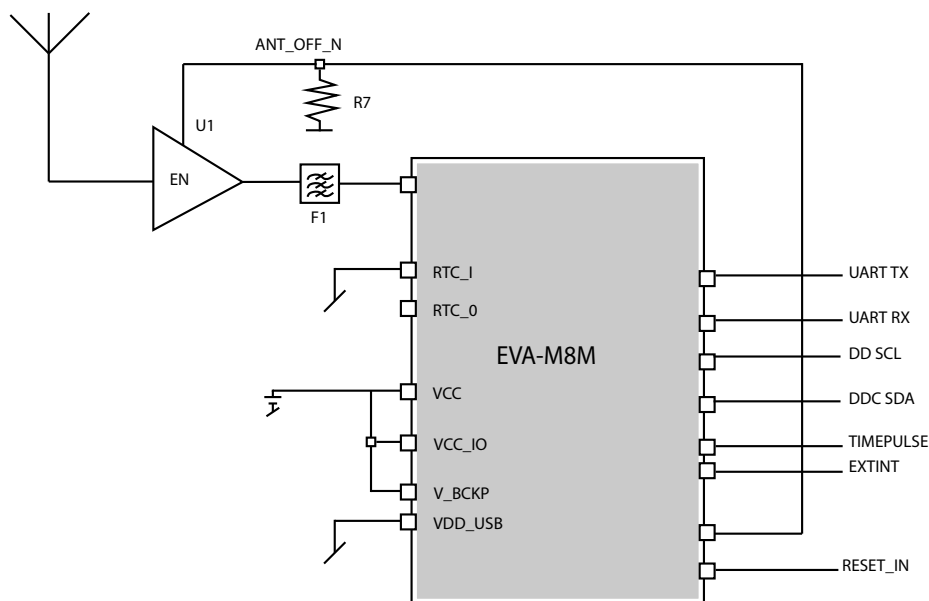 ANT_OFF_N
R7
U1
EN
F1
RTC_I
UART TX
RTC_0
UART RX
EVA-M8M
DD SCL
VCC
DDC SDA
VCC_IO
TIMEPULSE
EXTINT
V_BCKP
VDD_USB
RESET_IN